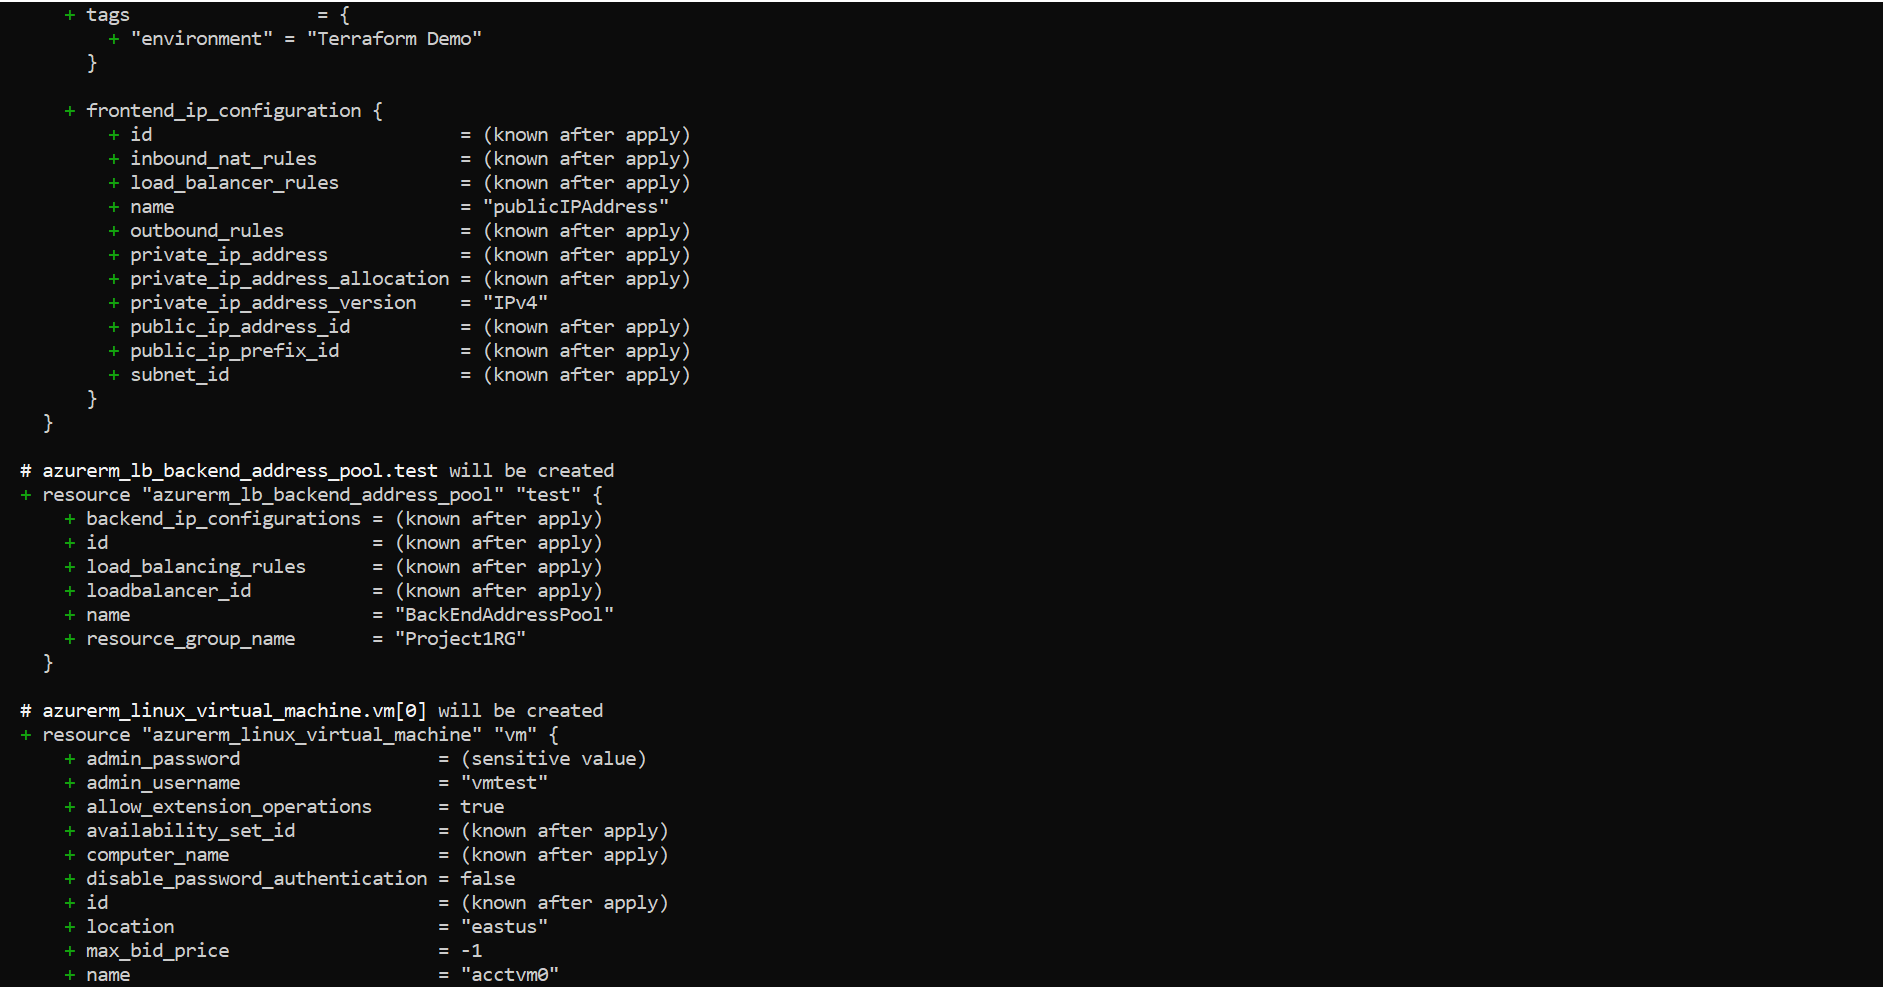 + tags                 = {
+ "environment" = "Terraform Demo"
}
+ frontend_ip_configuration {
+ id                            = (known after apply)
+ inbound_nat_rules             = (known after apply)
+ load_balancer_rules           = (known after apply)
+ name                          = "publicIPAddress"
+ outbound_rules                = (known after apply)
+ private_ip_address            = (known after apply)
+ private_ip_address_allocation = (known after apply)
+ private_ip_address_version    = "IPv4"
+ public_ip_address_id          = (known after apply)
+ public_ip_prefix_id           = (known after apply)
+ subnet_id                     = (known after apply)
}
}
# azurerm_lb_backend_address_pool.test will be created
+ resource "azurerm_lb_backend_address_pool" "test" {
+ backend_ip_configurations = (known after apply)
+ id                        = (known after apply)
+ load_balancing_rules      = (known after apply)
+ loadbalancer_id           = (known after apply)
+ name                      = "BackEndAddressPool"
+ resource_group_name       = "Project1RG"
}
# azurerm_linux_virtual_machine.vm[0] will be created
+ resource "azurerm_linux_virtual_machine" "vm" {
+ admin_password                  = (sensitive value)
+ admin_username                  = "vmtest"
+ allow_extension_operations      = true
+ availability_set_id             = (known after apply)
+ computer_name                   = (known after apply)
+ disable_password_authentication = false
+ id                              = (known after apply)
+ location                        = "eastus"
+ max_bid_price                   = -1
+ name                            = "acctvm0"